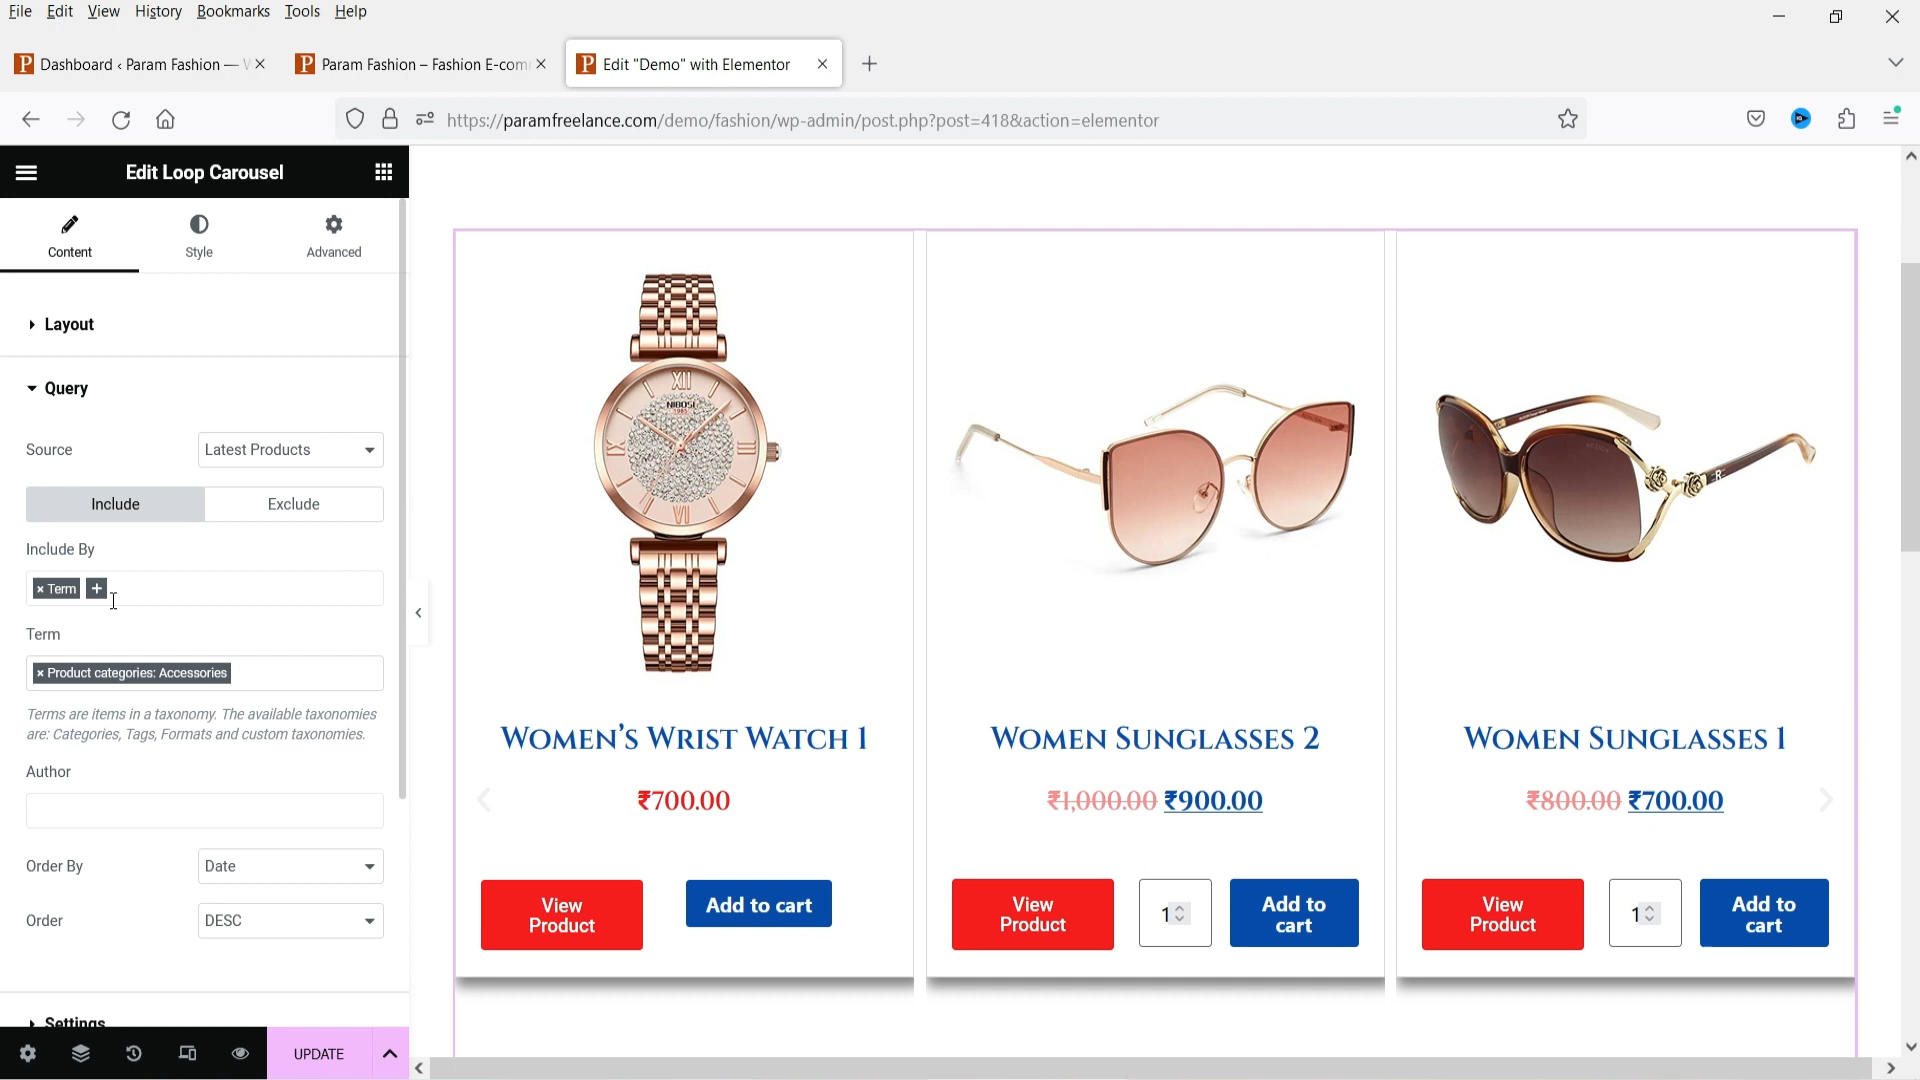 File Edit View History Bookmarks Tools Help
Dashboard ‹ Param Fashion — W
Param Fashion – Fashion E-com
Edit "Demo" with Elementor
https://paramfreelance.com/demo/fashion/wp-admin/post.php?post=418&action=elementor
Edit Loop Carousel
Content Style Advanced
Layout
Query
Source Latest Products
Include Exclude
Include By
× Term +
Term
× Product categories: Accessories
Terms are items in a taxonomy. The available taxonomies
are: Categories, Tags, Formats and custom taxonomies.
Author
Order By Date
Order DESC
Settings
UPDATE
XII
NIBOSI
1985
VI
Women's Wrist Watch 1
₹700.00
View
Product
Add to cart
Women Sunglasses 2
₹1,000.00 ₹900.00
View
Product
1
Add to
cart
R
Women Sunglasses 1
₹800.00 ₹700.00
View
Product
1
Add to
cart